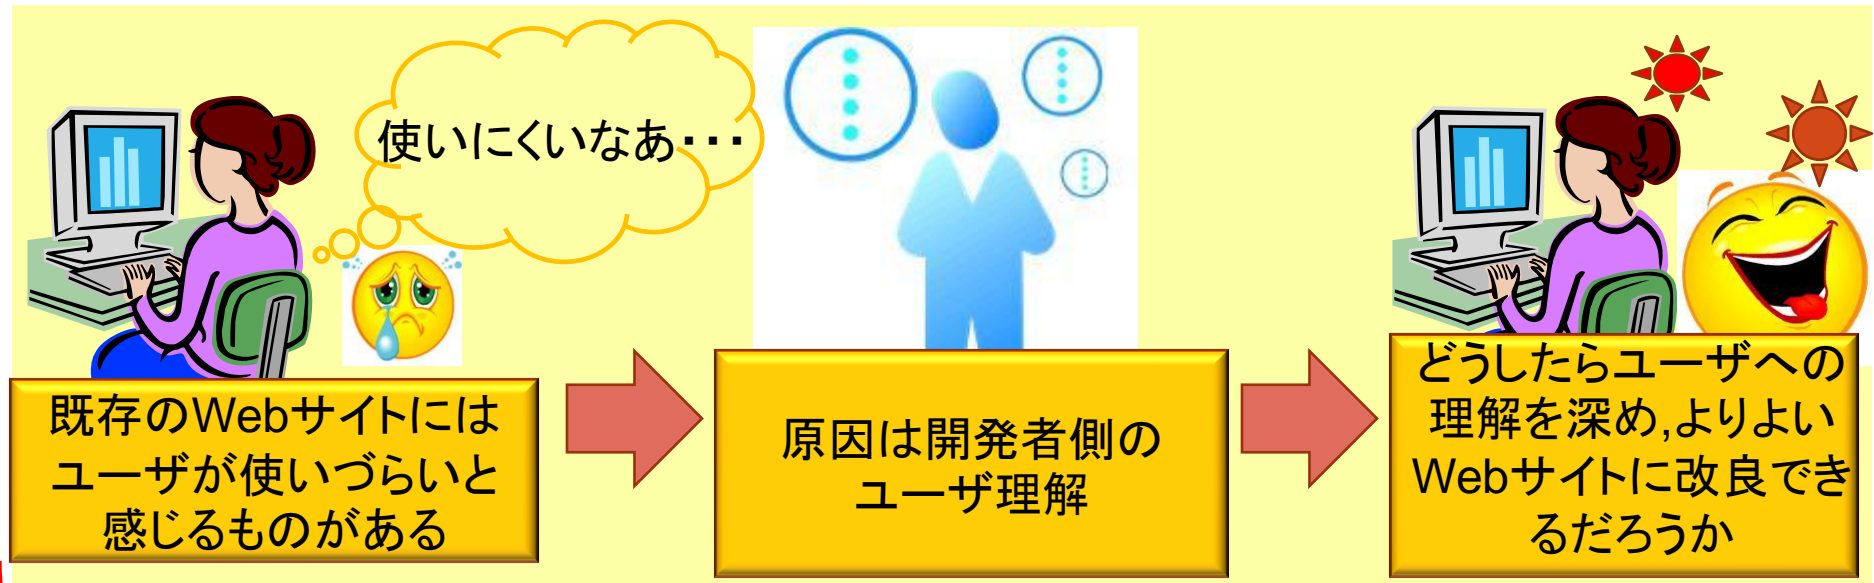 使いにくいなあ・・・
既存のWebサイトには
ユーザが使いづらいと
感じるものがある
原因は開発者側の
ユーザ理解
どうしたらユーザへの
理解を深め,よりよい
Webサイトに改良でき
るだろうか